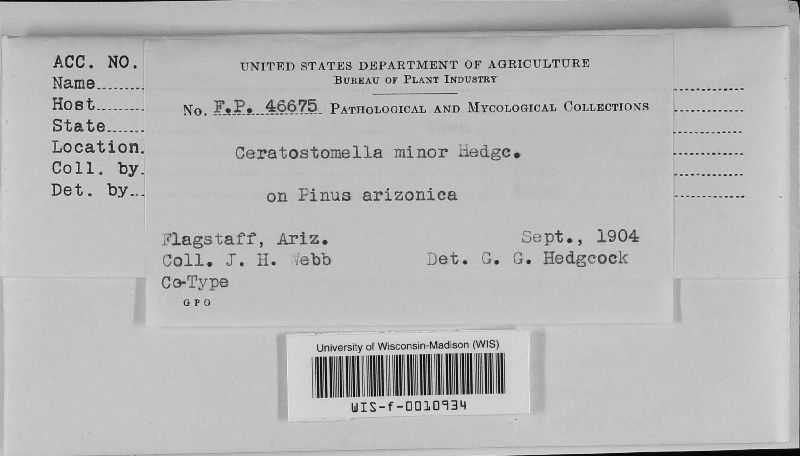 ACC. NO.
Name
Host
State
Location.
Coll. by.
Det. by
UNITED STATES DEPARTMENT OF AGRICULTURE
BUREAU OF PLANT INDUSTRY
No. F.P. 46675 PATHOLOGICAL AND MYCOLOGICAL COLLECTIONS
Ceratostomella minor Hedgc.
on Pinus arizonica
Flagstaff, Ariz. Sept., 1904
Coll. J. H. Webb Det. G. G. Hedgcock
Co-Type
GPO
University of Wisconsin-Madison (WIS)
WIS-f-0010934